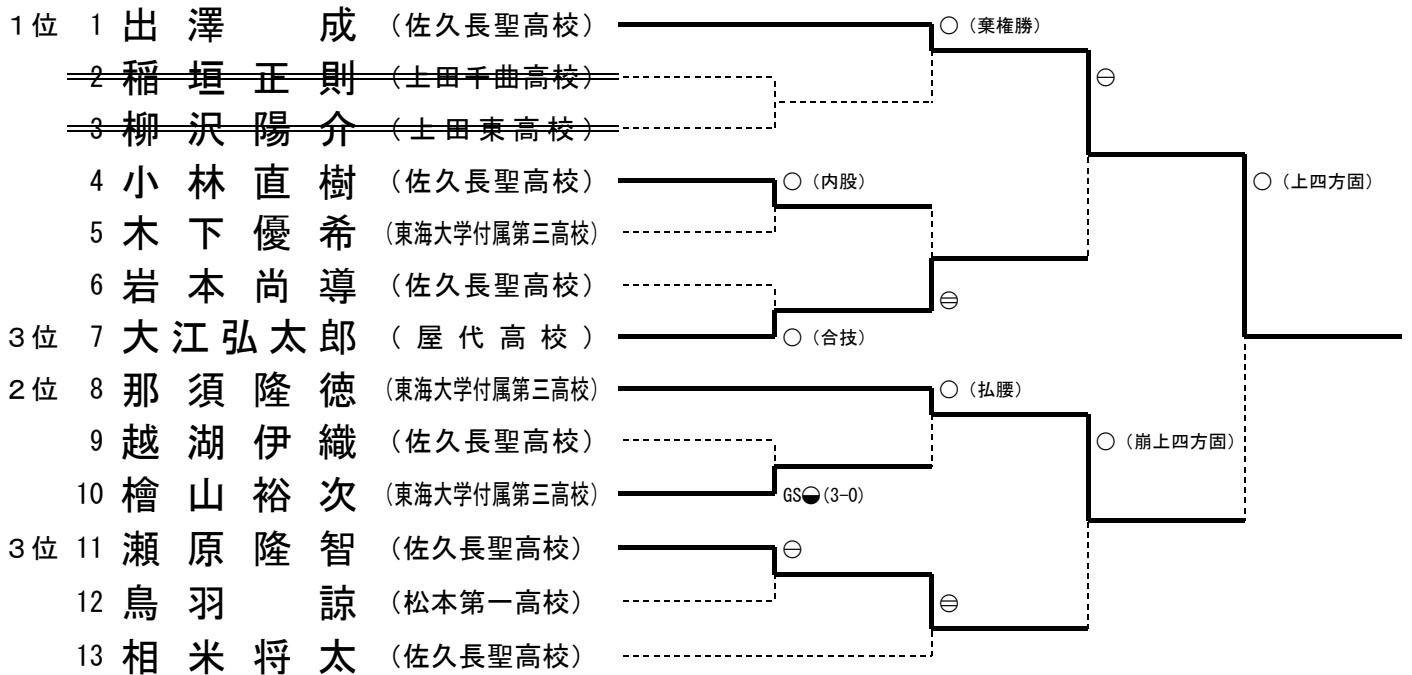 1位 1 出澤 成 (佐久長聖高校) ○(棄権勝)
2 稲垣正則 (上田千曲高校) ⊖
3 柳沢陽介 (上田東高校)
4 小林直樹 (佐久長聖高校) ○(内股) ○(上四方固)
5 木下優希 (東海大学付属第三高校)
6 岩本尚導 (佐久長聖高校)
3位 7 大江弘太郎 (屋代高校) ○(合技)
2位 8 那須隆徳 (東海大学付属第三高校) ○(払腰)
9 越湖伊織 (佐久長聖高校) ○(崩上四方固)
10 檜山裕次 (東海大学付属第三高校) GS◒(3-0)
3位 11 瀬原隆智 (佐久長聖高校) ⊖
12 鳥羽 諒 (松本第一高校)
13 相米将太 (佐久長聖高校)